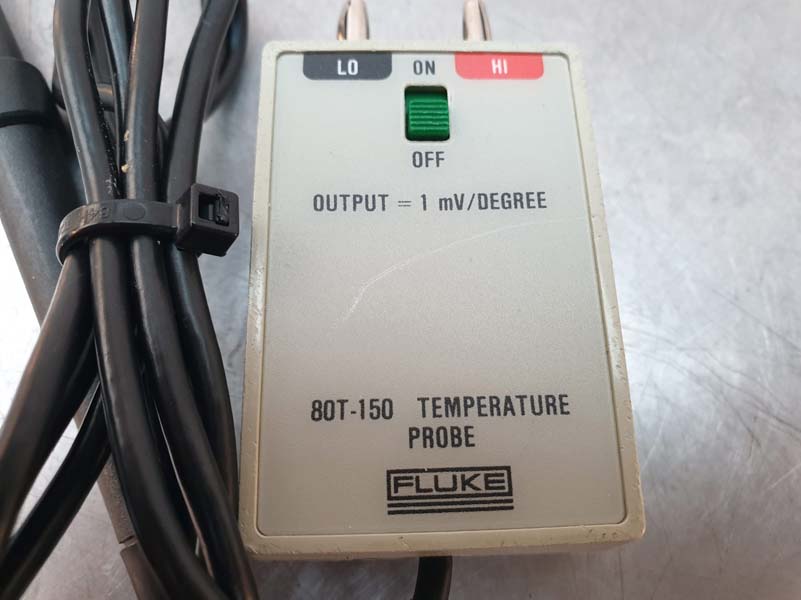 LO ON HI
OFF
OUTPUT = 1 mV/DEGREE
80T-150 TEMPERATURE
PROBE
FLUKE